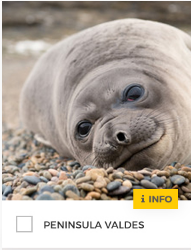 i INFO
PENINSULA VALDES